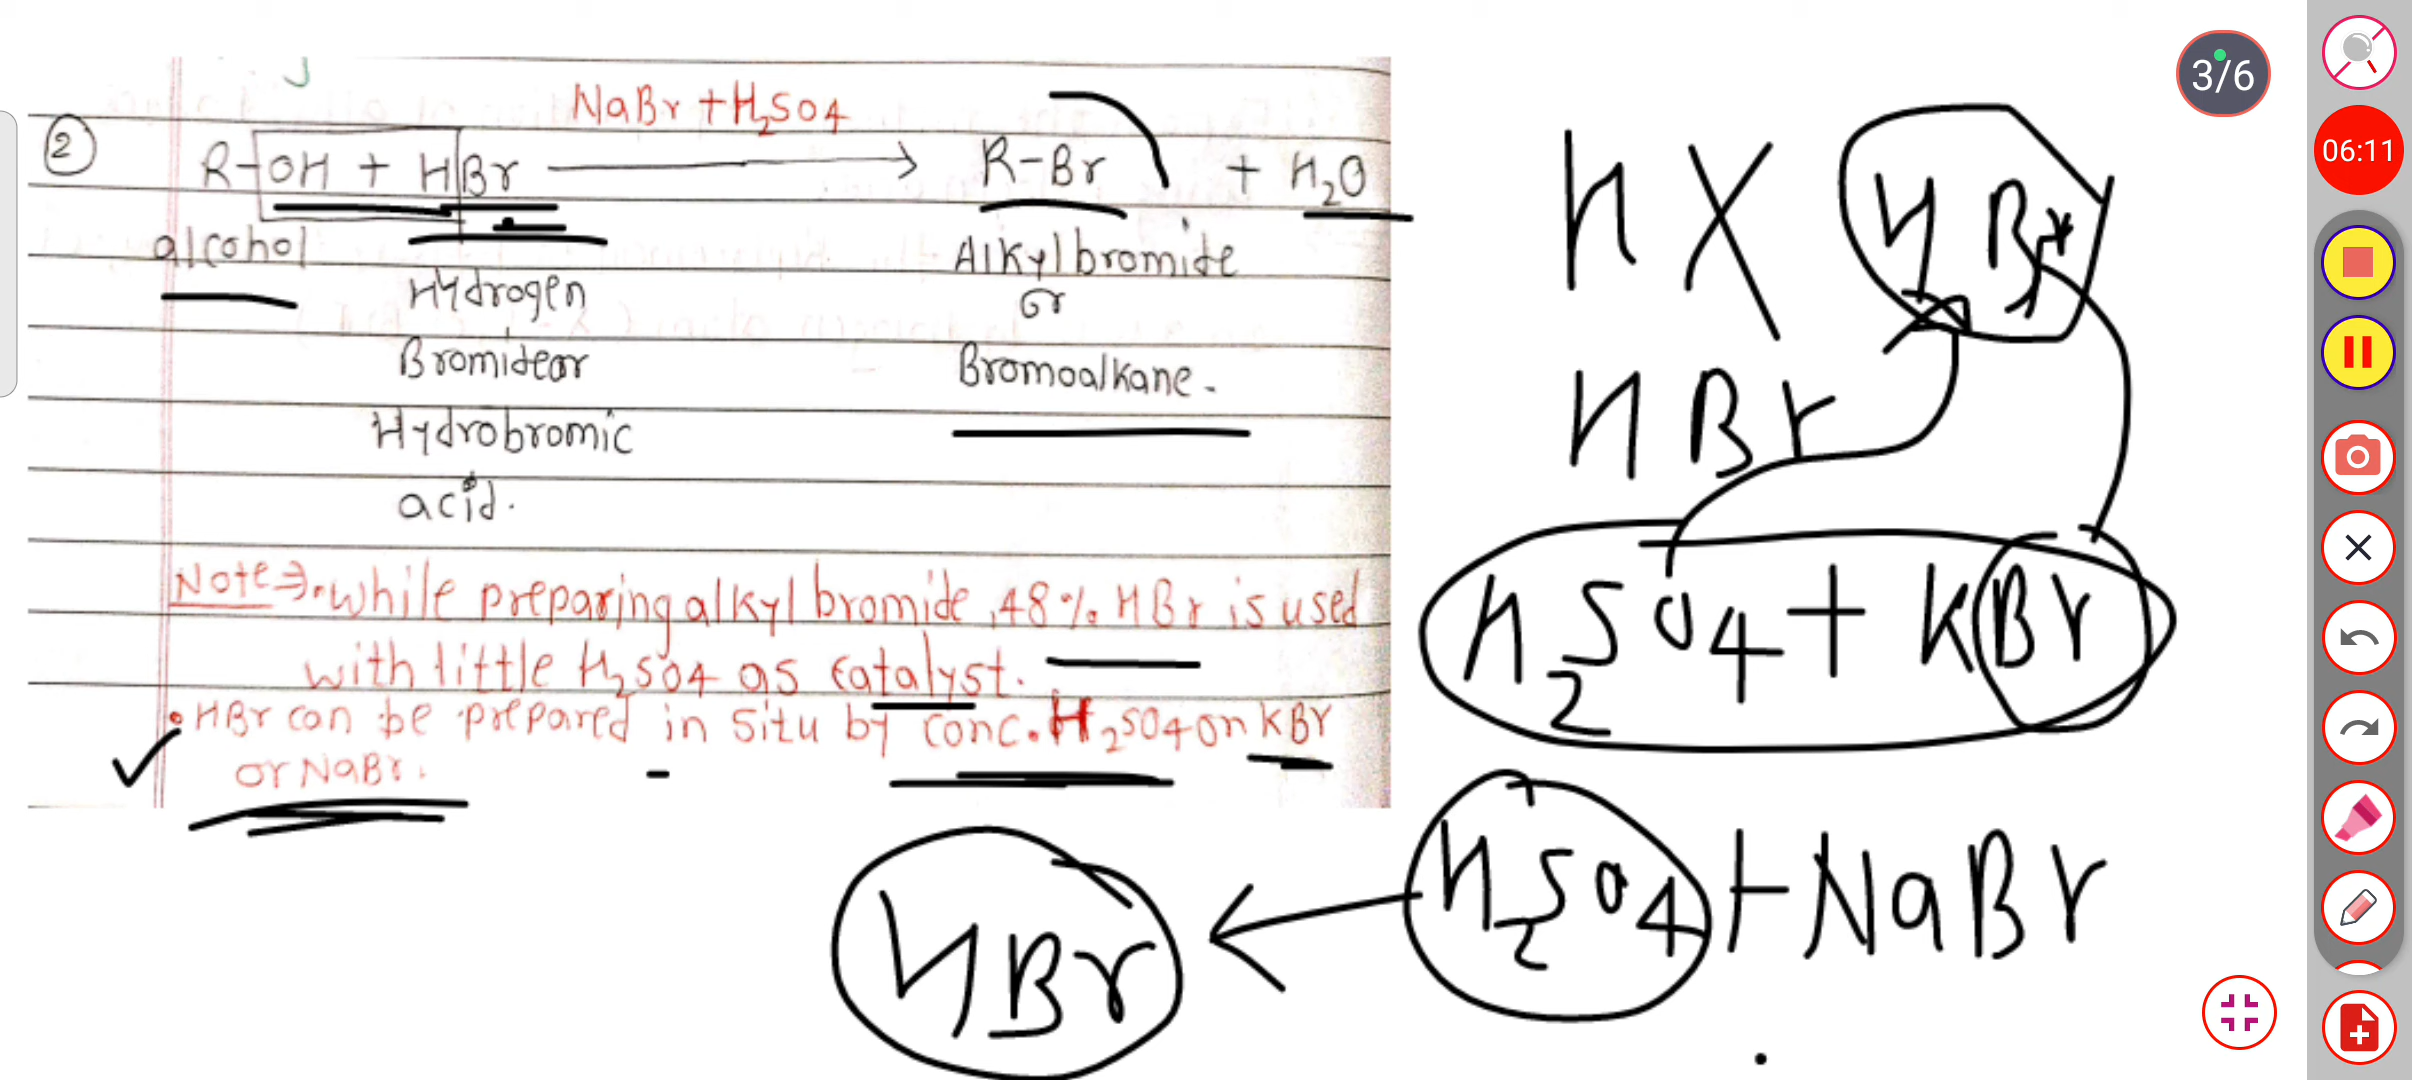 3/6
06:11
NaBr + H₂SO₄
② R-OH + HBr → R-Br + H₂O
alcohol
Hydrogen
Bromide or
Hydrobromic
acid.
Alkyl bromide
or
Bromoalkane.
Note ⇒ • while preparing alkyl bromide, 48% HBr is used
with little H₂SO₄ as catalyst.
• HBr can be prepared in situ by conc. H₂SO₄ on KBr
or NaBr.
HX HBr
HBr
H₂SO₄ + KBr
HBr ← H₂SO₄ + NaBr